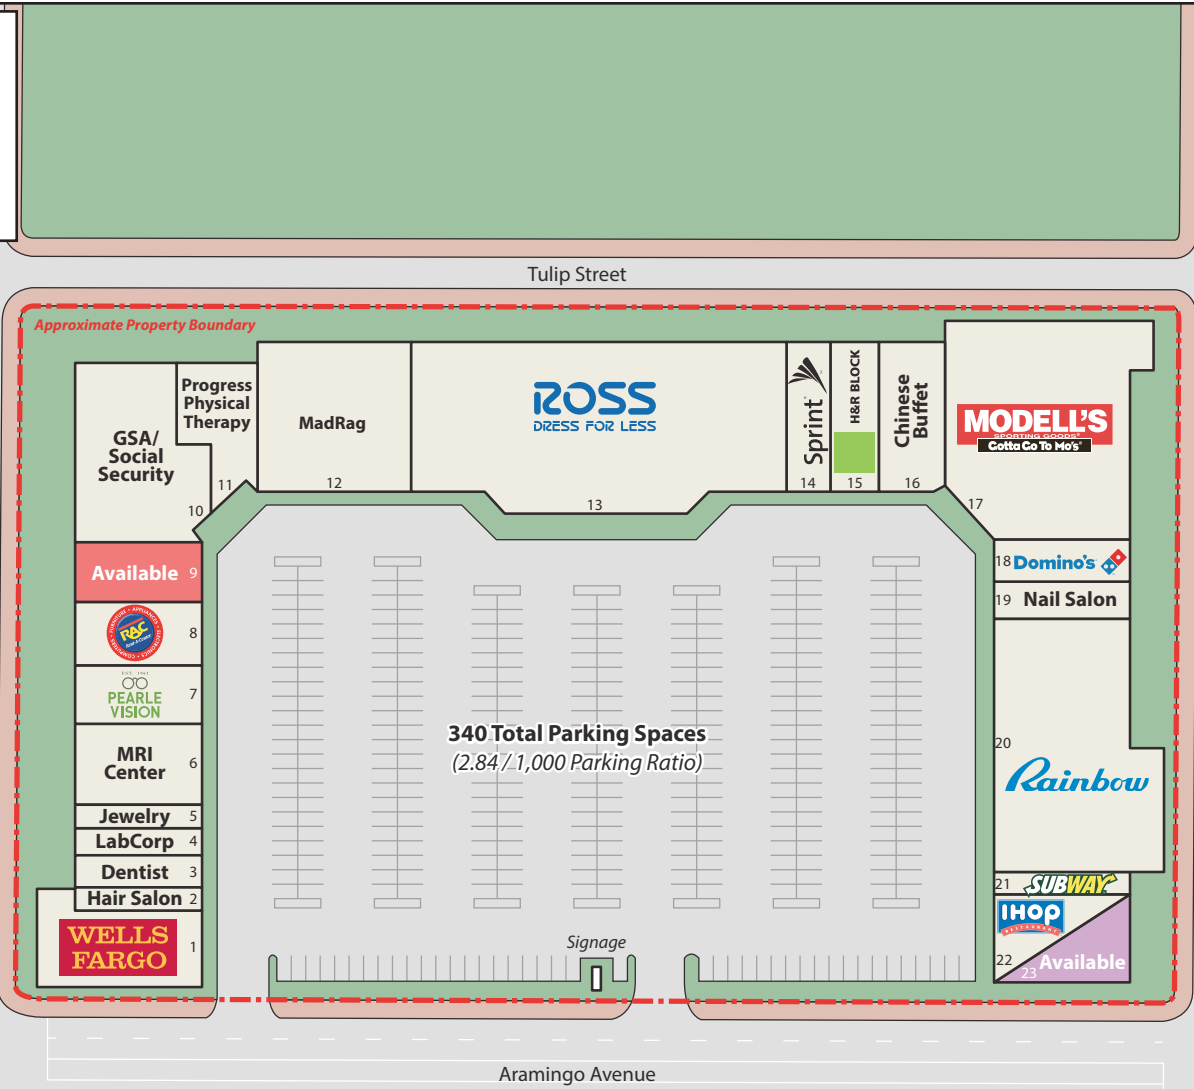 Tulip Street
Approximate Property Boundary
GSA/
Social
Security
10
Progress
Physical
Therapy
11
MadRag
12
ROSS
DRESS FOR LESS
13
Sprint
14
H&R BLOCK
15
Chinese
Buffet
16
MODELL'S
SPORTING GOODS
Gotta Go To Mo's
17
Available 9
RAC
8
EST. 1961
PEARLE
VISION
7
MRI
Center
6
Jewelry 5
LabCorp 4
Dentist 3
Hair Salon 2
WELLS
FARGO
1
340 Total Parking Spaces
(2.84 / 1,000 Parking Ratio)
Signage
18 Domino's
19 Nail Salon
20
Rainbow
21 SUBWAY
IHOP
RESTAURANT
22
Available
23
Aramingo Avenue